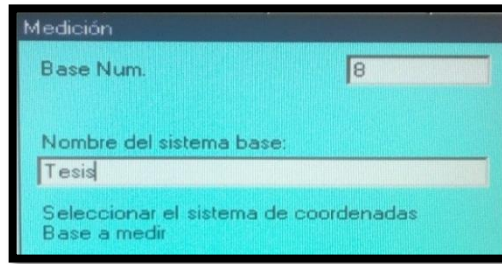 Medición
Base Num. 8
Nombre del sistema base:
Tesis
Seleccionar el sistema de coordenadas
Base a medir